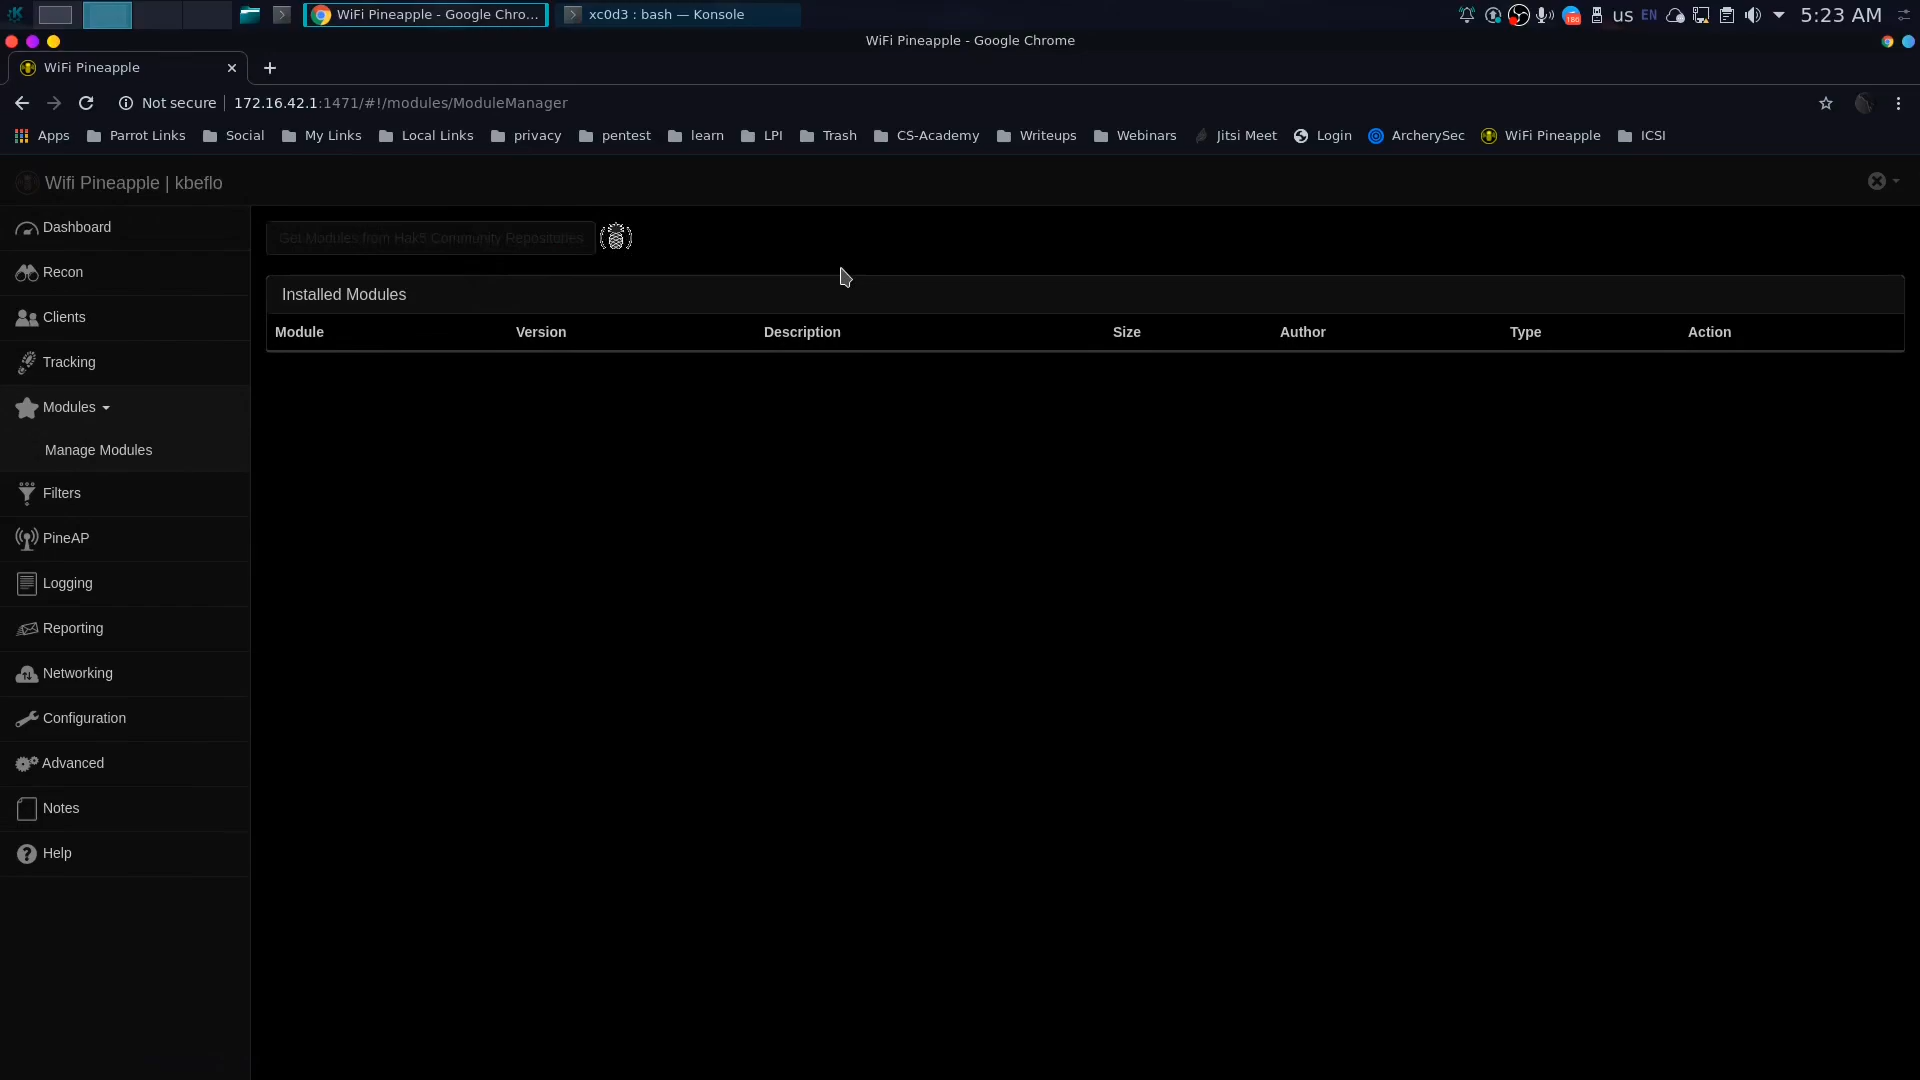 WiFi Pineapple - Google Chro...
xc0d3 : bash — Konsole
186
us
EN
5:23 AM
WiFi Pineapple - Google Chrome
WiFi Pineapple
Not secure
172.16.42.1:1471/#!/modules/ModuleManager
Apps
Parrot Links
Social
My Links
Local Links
privacy
pentest
learn
LPI
Trash
CS-Academy
Writeups
Webinars
Jitsi Meet
Login
ArcherySec
WiFi Pineapple
ICSI
Wifi Pineapple | kbeflo
Dashboard
Recon
Clients
Tracking
Modules
Manage Modules
Filters
PineAP
Logging
Reporting
Networking
Configuration
Advanced
Notes
Help
Get Modules from Hak5 Community Repositories
Installed Modules
Module Version Description Size Author Type Action